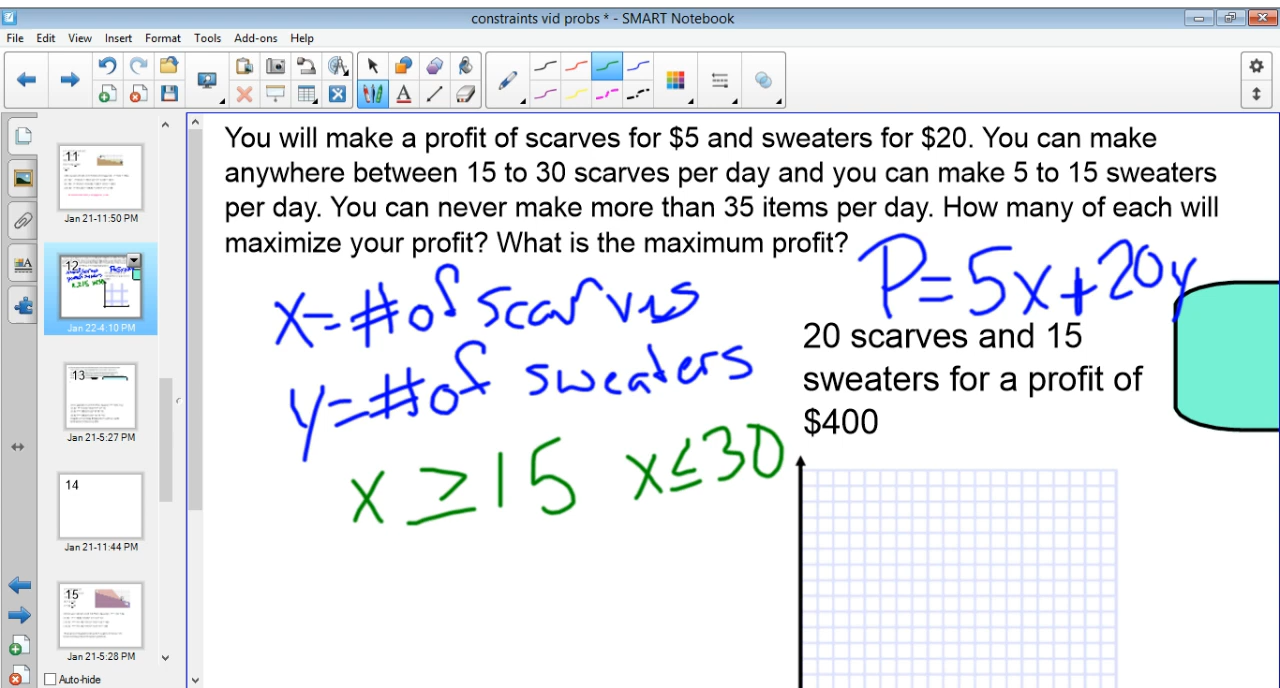 constraints vid probs * - SMART Notebook
File Edit View Insert Format Tools Add-ons Help
You will make a profit of scarves for $5 and sweaters for $20. You can make
anywhere between 15 to 30 scarves per day and you can make 5 to 15 sweaters
per day. You can never make more than 35 items per day. How many of each will
maximize your profit? What is the maximum profit?
P=5x+20y
x=# of scarves
y=# of sweaters
20 scarves and 15
sweaters for a profit of
$400
x ≥ 15 x ≤ 30
11
Jan 21-11:50 PM
12
Jan 22-4:10 PM
13
Jan 21-5:27 PM
14
Jan 21-11:44 PM
15
Jan 21-5:28 PM
Auto-hide